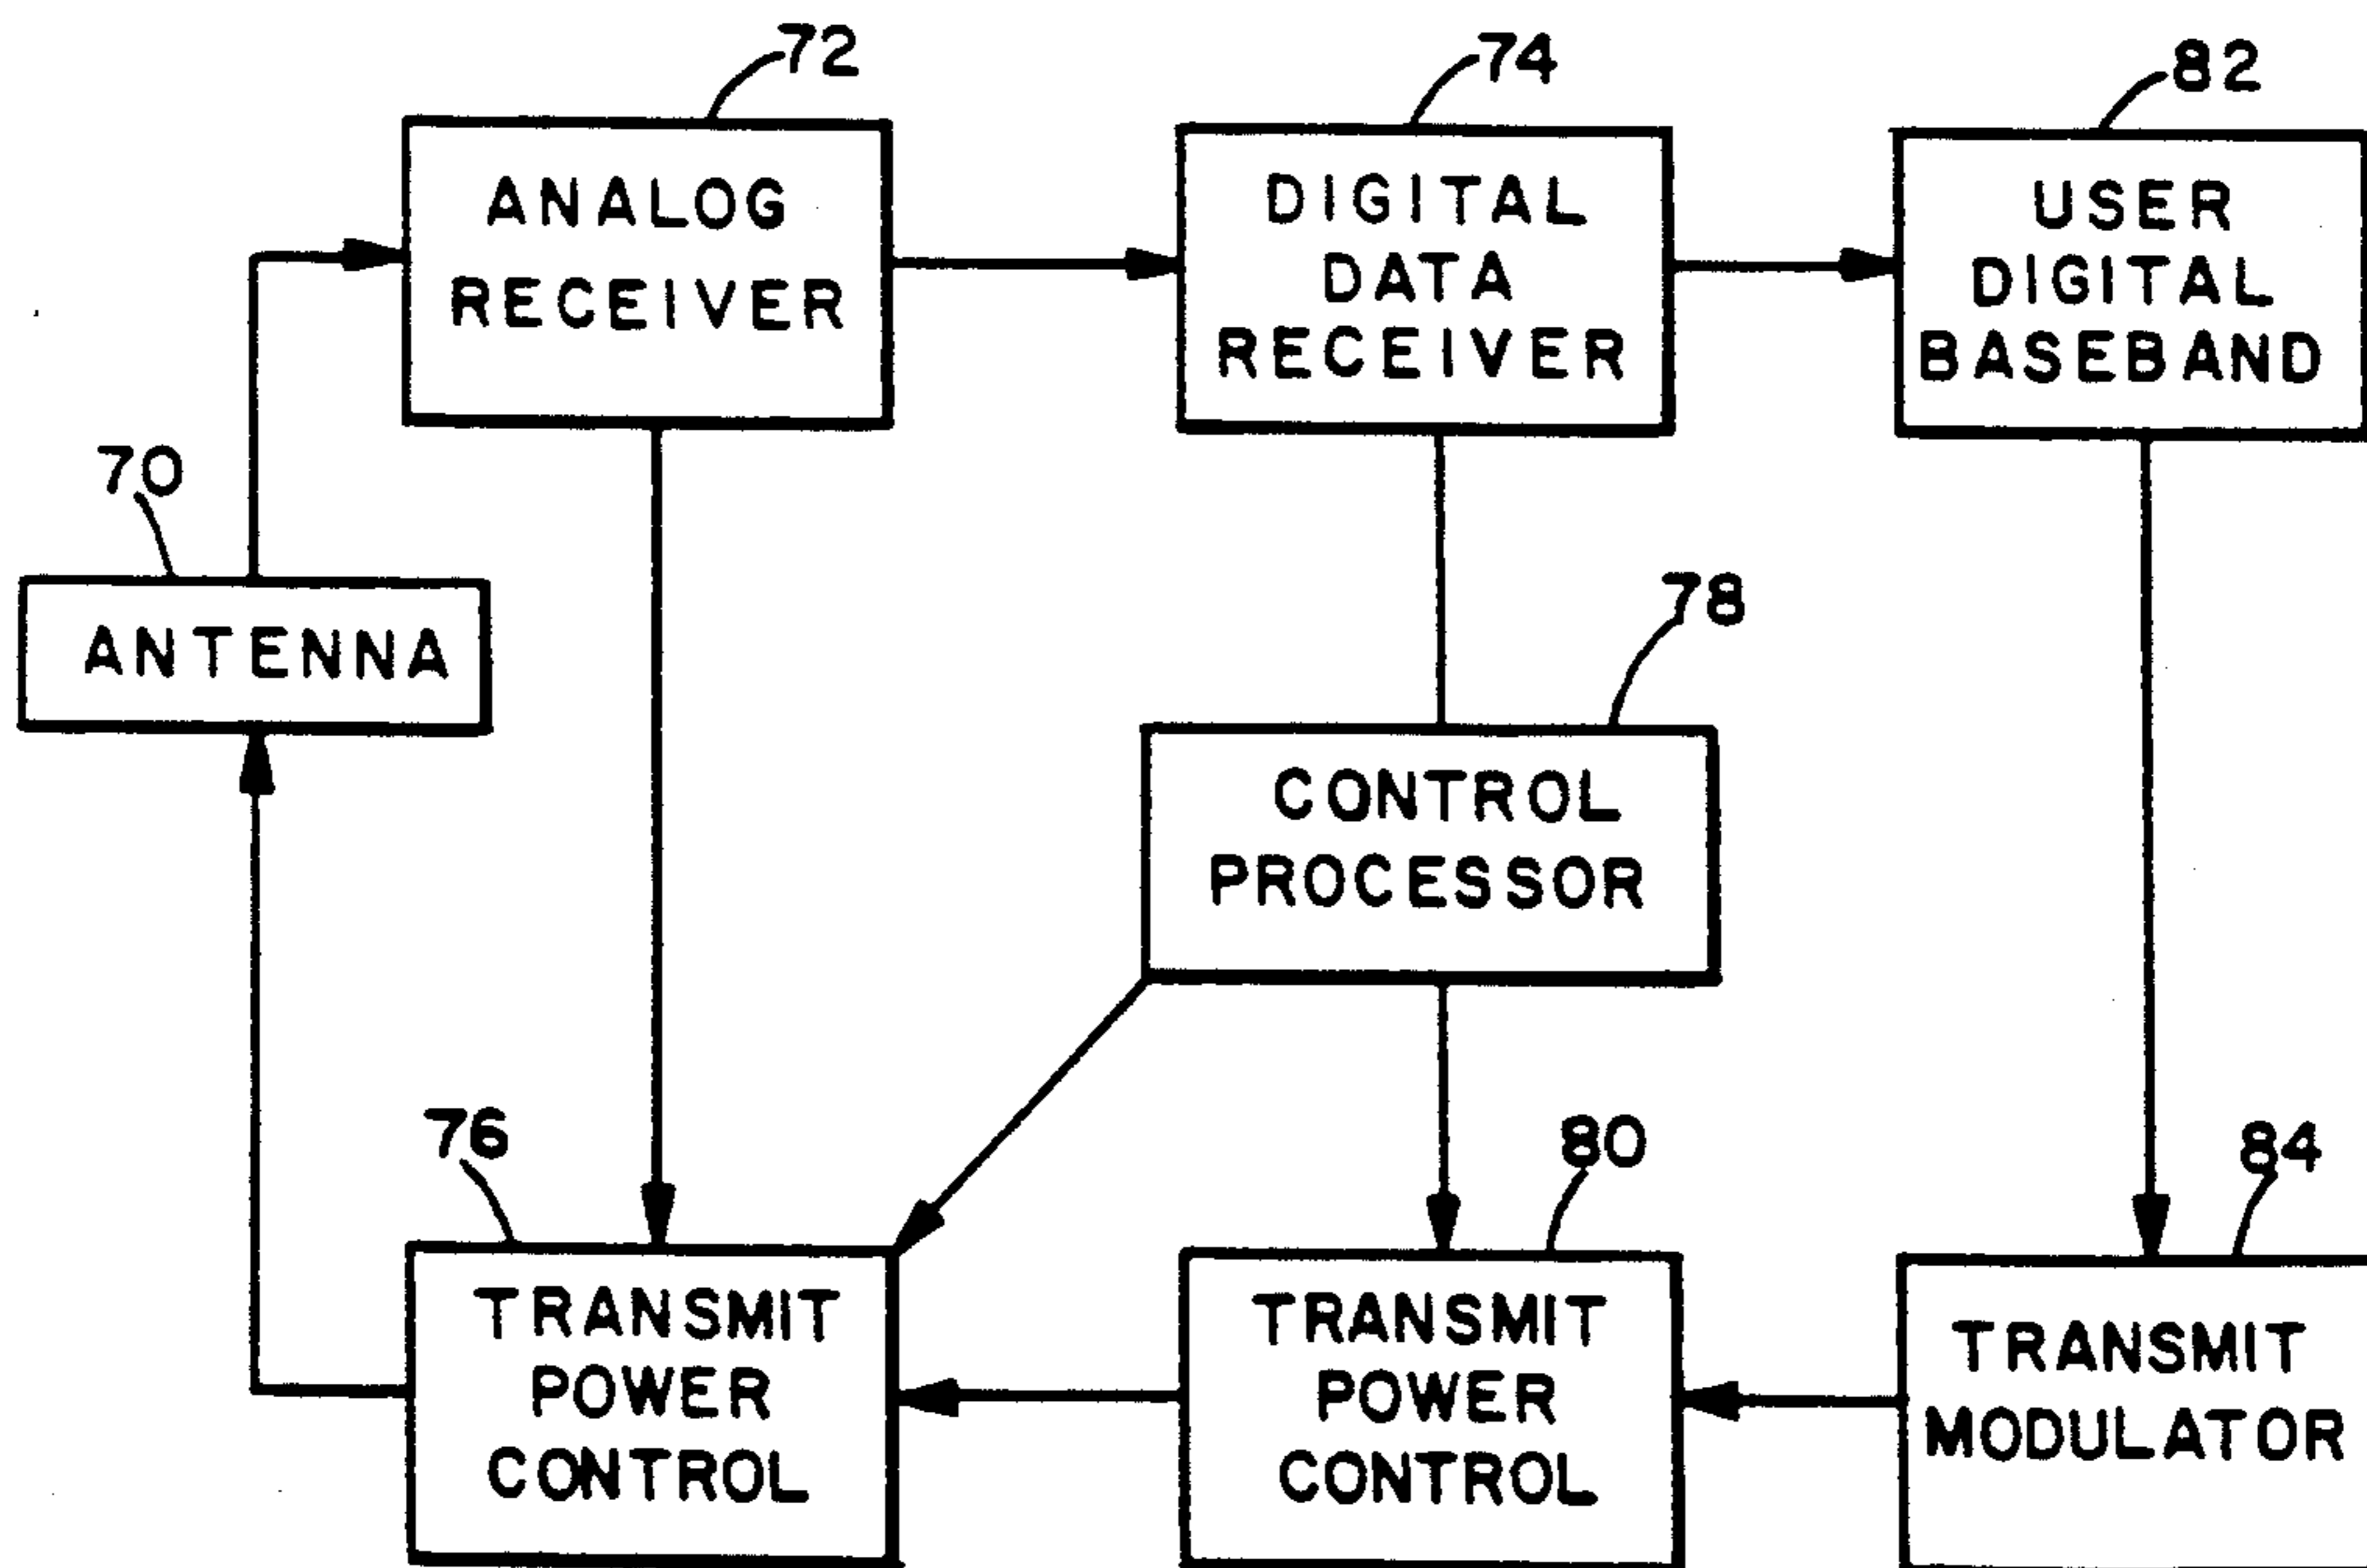 72
74
82
ANALOG
RECEIVER
DIGITAL
DATA
RECEIVER
USER
DIGITAL
BASEBAND
70
ANTENNA
78
CONTROL
PROCESSOR
76
80
84
TRANSMIT
POWER
CONTROL
TRANSMIT
POWER
CONTROL
TRANSMIT
MODULATOR